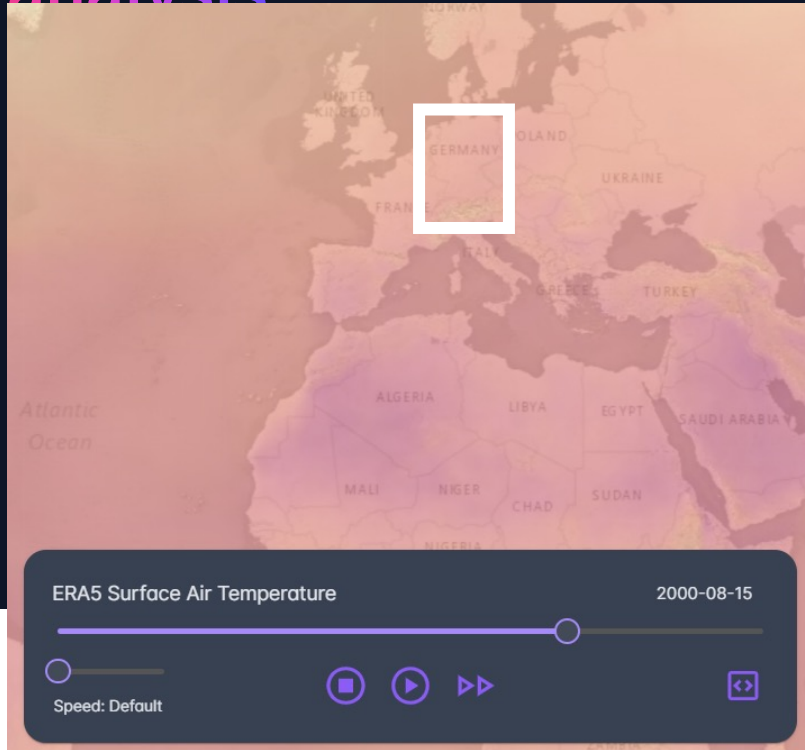 NORWAY
UNITED
KINGDOM
POLAND
GERMANY
UKRAINE
FRANCE
ITALY
GREECE
TURKEY
ALGERIA
LIBYA
EGYPT
SAUDI ARABIA
Atlantic
Ocean
MALI
NIGER
SUDAN
CHAD
NIGERIA
ERA5 Surface Air Temperature
2000-08-15
Speed: Default
ZAMBIA